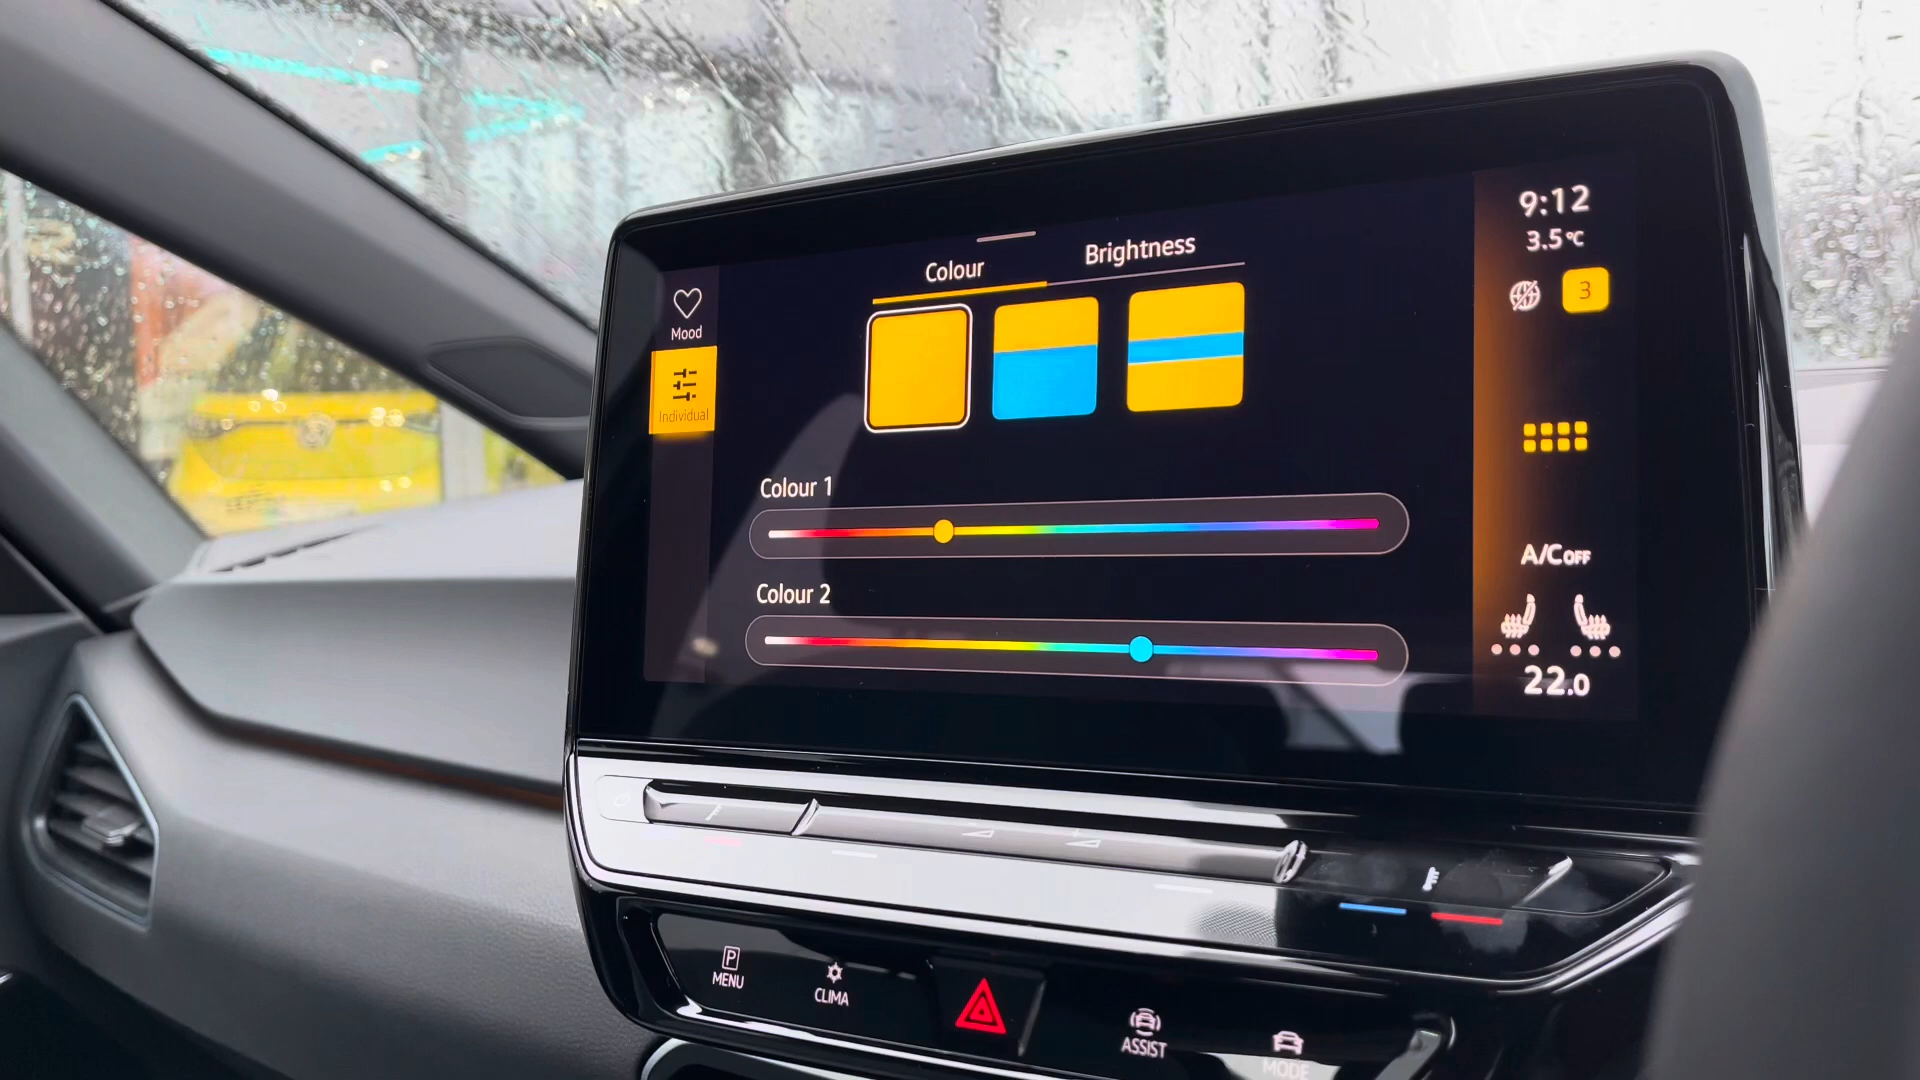 Colour
Brightness
Mood
Individual
Colour 1
Colour 2
9:12
3.5°C
3
A/C OFF
22.0
P
MENU
CLIMA
ASSIST
MODE